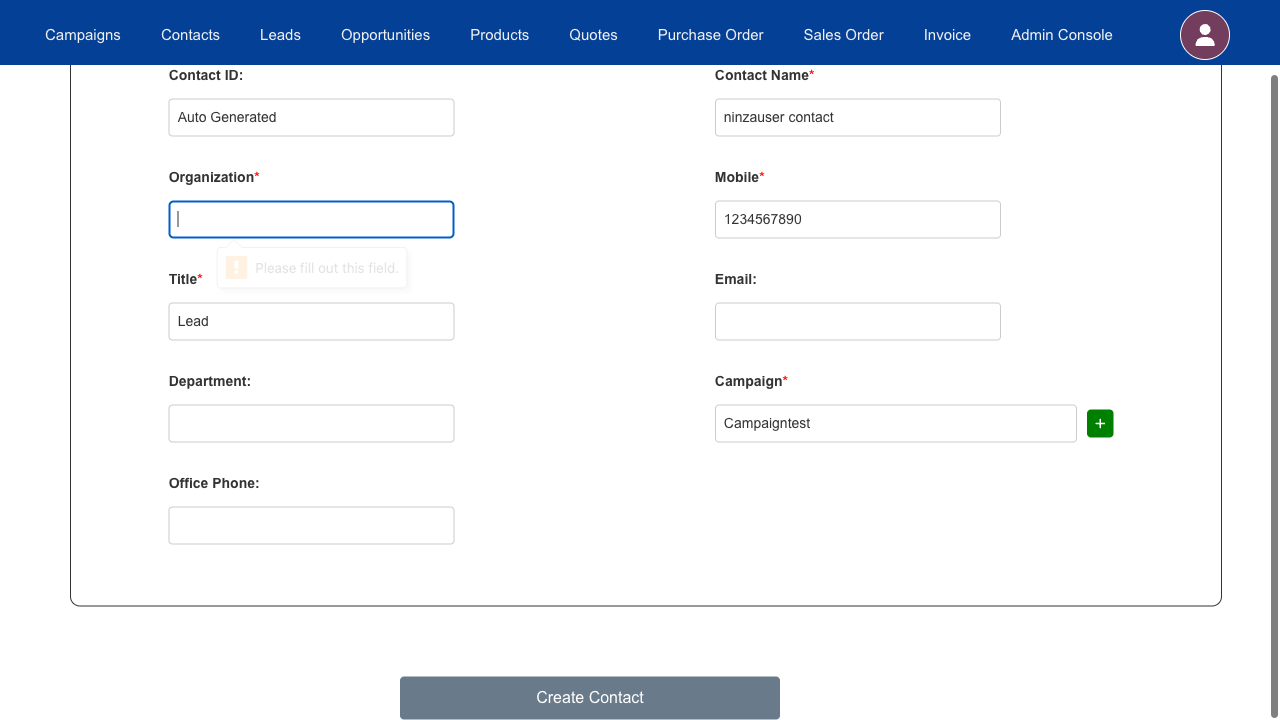 Campaigns Contacts Leads Opportunities Products Quotes Purchase Order Sales Order Invoice Admin Console
Contact ID: Contact Name*
Auto Generated ninzauser contact
Organization* Mobile*
1234567890
! Please fill out this field.
Title* Email:
Lead
Department: Campaign*
Campaigntest +
Office Phone:
Create Contact